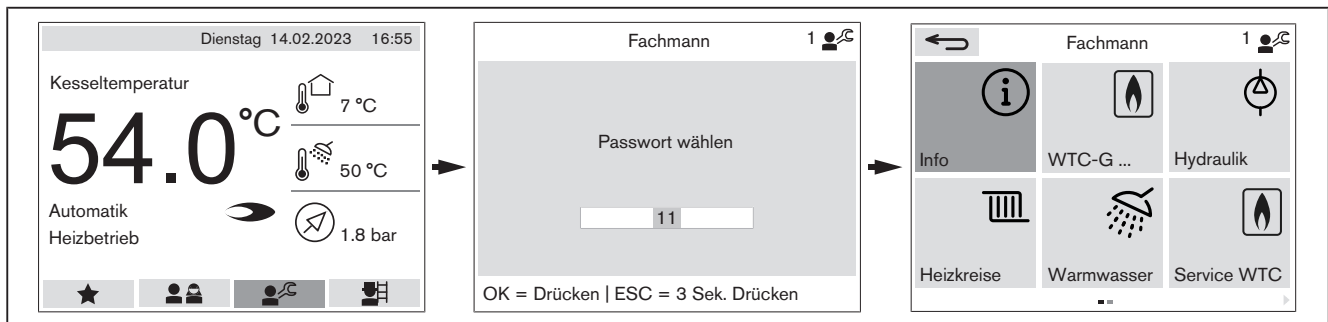 Dienstag 14.02.2023 16:55
Kesseltemperatur
54.0 °C
7 °C
50 °C
Automatik
Heizbetrieb
1.8 bar
Fachmann 1
Passwort wählen
11
OK = Drücken | ESC = 3 Sek. Drücken
Fachmann 1
Info WTC-G ... Hydraulik
Heizkreise Warmwasser Service WTC